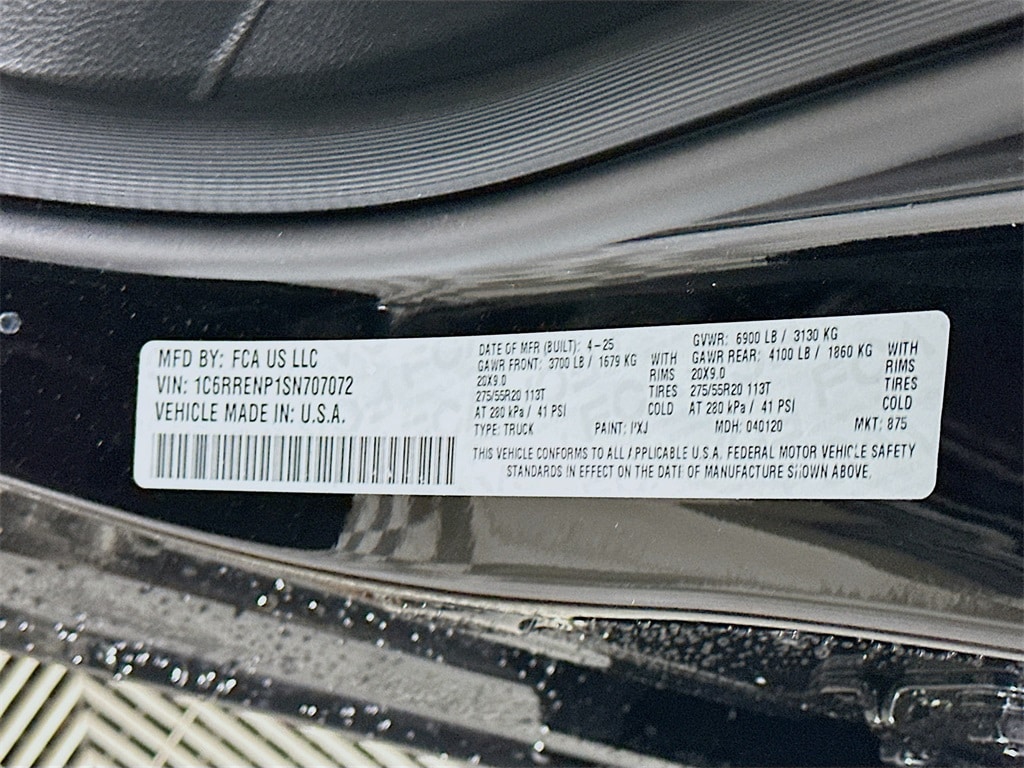 MFD BY: FCA US LLC
VIN: 1C6RRENP1SN707072
VEHICLE MADE IN: U.S.A.
DATE OF MFR (BUILT): 4-25
GAWR FRONT: 3700 LB / 1679 KG
20X9.0
275/55R20 113T
AT 280 kPa / 41 PSI
WITH
RIMS
TIRES
COLD
GVWR: 6900 LB / 3130 KG
GAWR REAR: 4100 LB / 1860 KG
20X9.0
275/55R20 113T
AT 280 kPa / 41 PSI
WITH
RIMS
TIRES
COLD
TYPE: TRUCK PAINT: PXJ MDH: 040120 MKT: 875
THIS VEHICLE CONFORMS TO ALL APPLICABLE U.S.A. FEDERAL MOTOR VEHICLE SAFETY
STANDARDS IN EFFECT ON THE DATE OF MANUFACTURE SHOWN ABOVE.